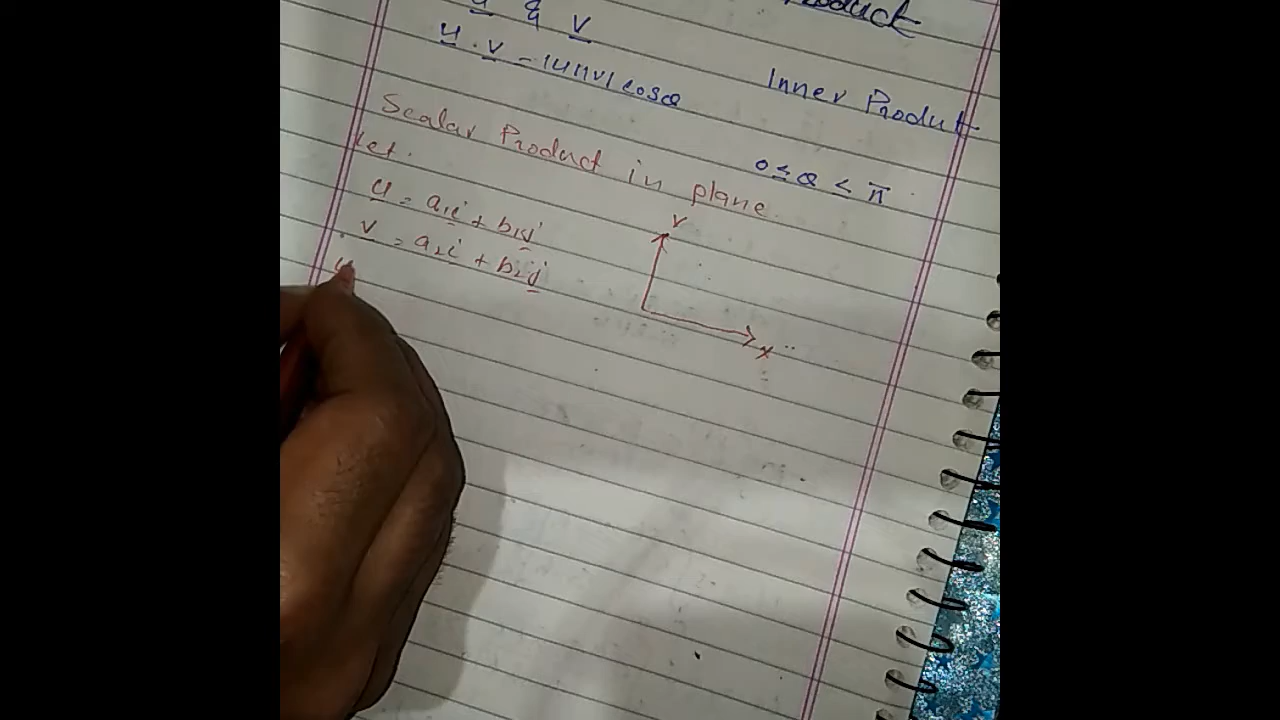 Product
u & v
u . v = |u||v| cosθ
Inner Product
Scalar Product in plane
0 ≤ θ ≤ π
let.
u = a₁i + b₁j
v = a₂i + b₂j
u
Y
X